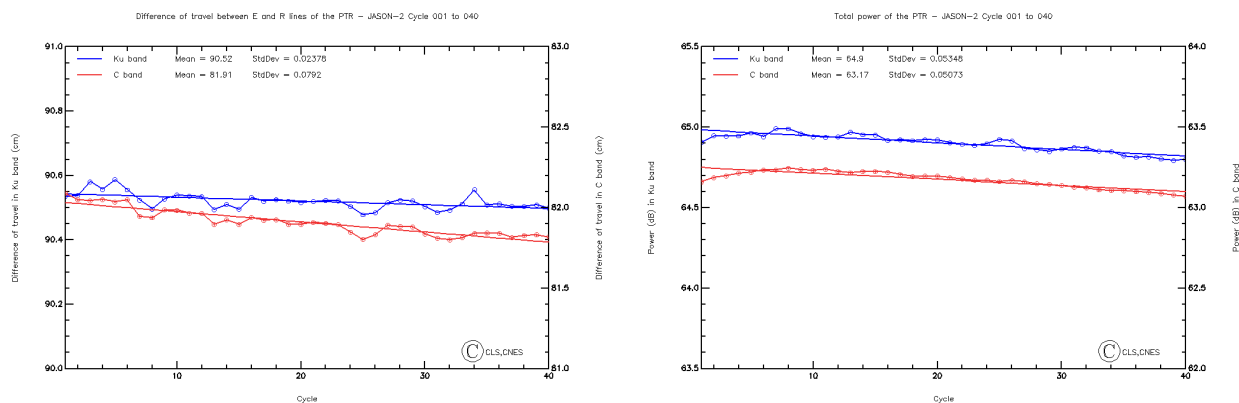 Difference of travel between E and R lines of the PTR - JASON-2 Cycle 001 to 040
Ku band Mean = 90.52 StdDev = 0.02378
C band Mean = 81.91 StdDev = 0.0792
Difference of travel in Ku band (cm)
91.0
90.8
90.6
90.4
90.2
90.0
Difference of travel in C band (cm)
83.0
82.5
82.0
81.5
81.0
10 20 30 40
Cycle
© CLS,CNES
Total power of the PTR - JASON-2 Cycle 001 to 040
Ku band Mean = 64.9 StdDev = 0.05348
C band Mean = 63.17 StdDev = 0.05073
Power (dB) in Ku band
65.5
65.0
64.5
64.0
63.5
Power (dB) in C band
64.0
63.5
63.0
62.5
62.0
10 20 30 40
Cycle
© CLS,CNES